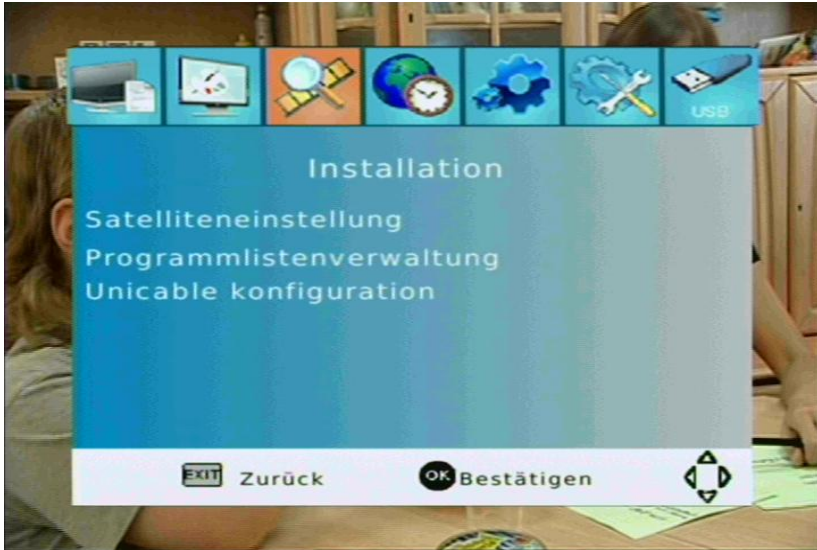 USB
Installation
Satelliteneinstellung
Programmlistenverwaltung
Unicable konfiguration
EXIT Zurück OK Bestätigen